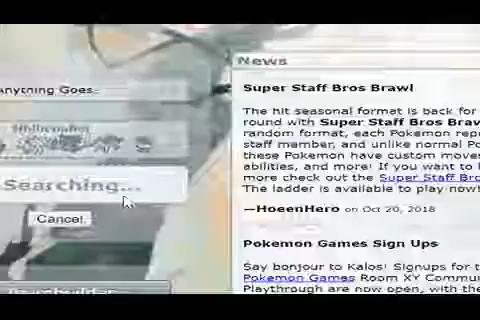 News
Anything Goes
Super Staff Bros Brawl
The hit seasonal format is back for
round with Super Staff Bros Braw
random format, each Pokemon repr
staff member, and unlike normal Po
these Pokemon have custom moves
abilities, and more! If you want to l
more check out the Super Staff Bro
The ladder is available to play now!
—HoeenHero on Oct 20, 2018
Searching...
Cancel
Pokemon Games Sign Ups
Say bonjour to Kalos! Signups for t
Pokemon Games Room XY Commu
Playthrough are now open, with the